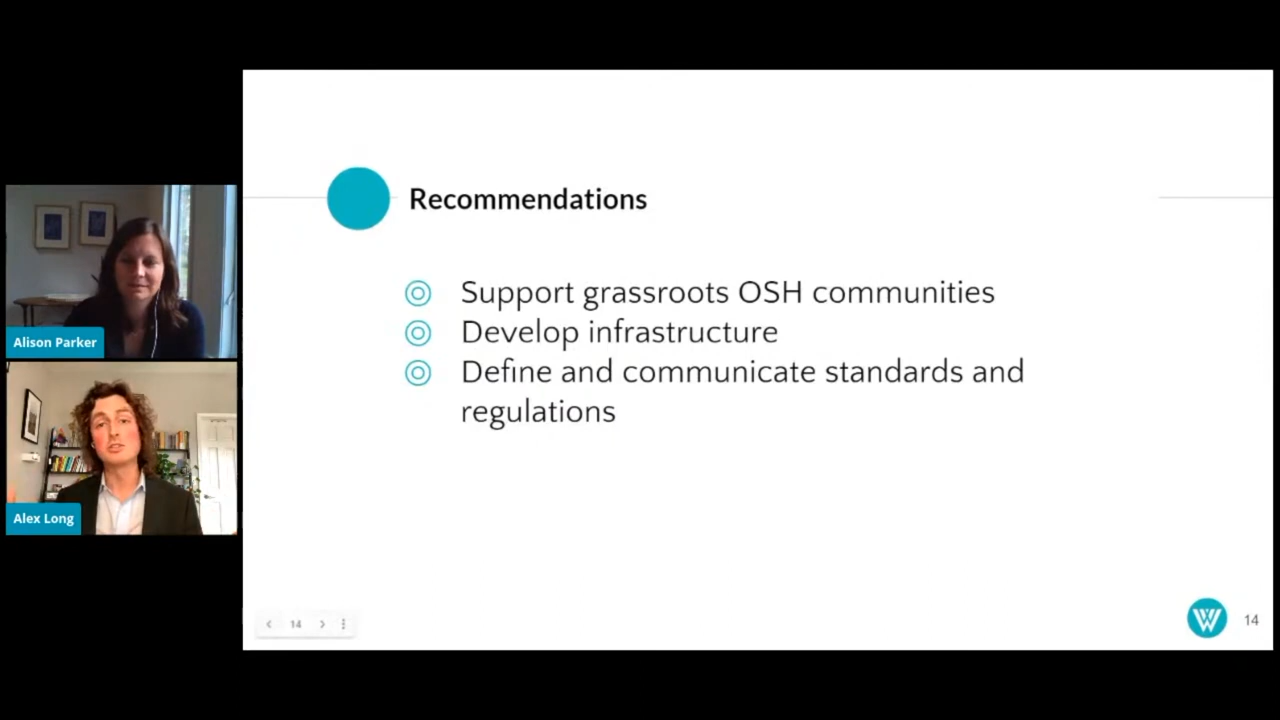 Recommendations
Support grassroots OSH communities
Develop infrastructure
Define and communicate standards and
regulations
Alison Parker
Alex Long
14
W
14